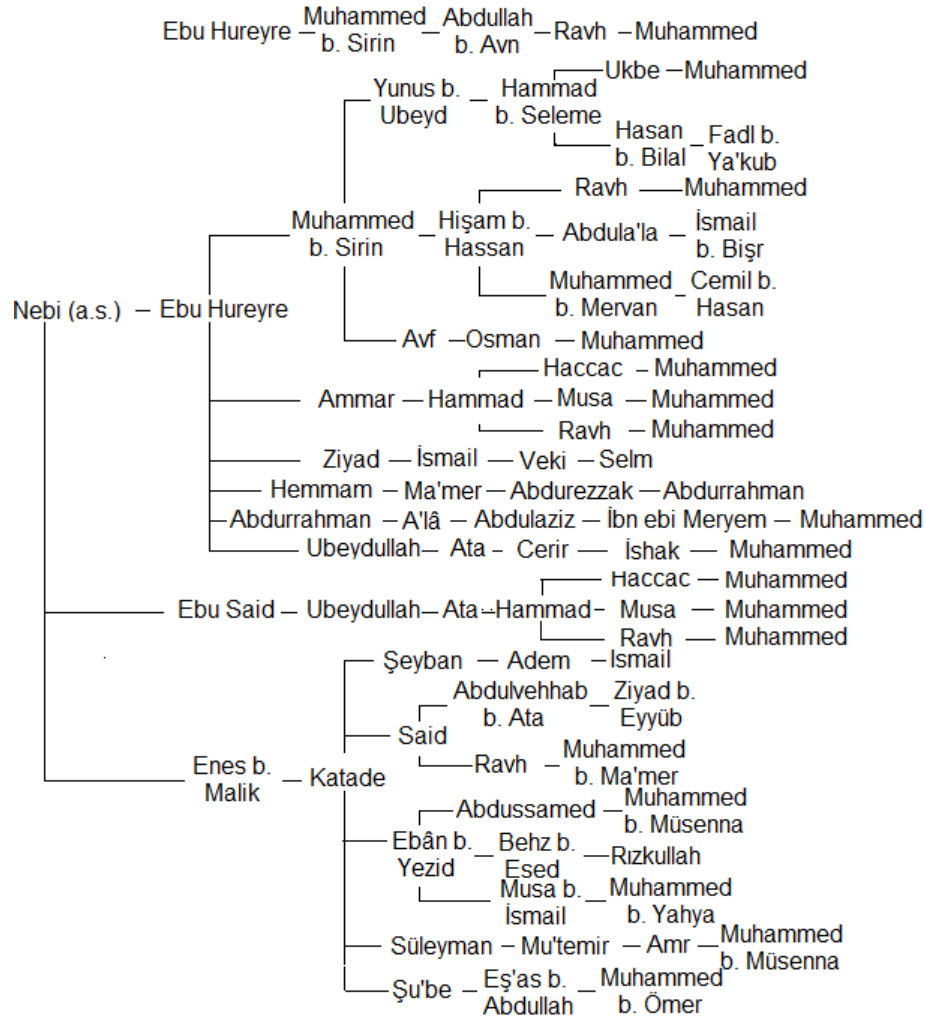 Ebu Hureyre Muhammed b. Sirin Abdullah b. Avn Ravh Muhammed
Yunus b. Ubeyd Hammad b. Seleme Ukbe Muhammed
Hasan b. Bilal Fadl b. Ya'kub
Muhammed b. Sirin Hişam b. Hassan Ravh Muhammed
Abdula'la İsmail b. Bişr
Muhammed b. Mervan Cemil b. Hasan
Nebi (a.s.) Ebu Hureyre
Avf Osman Muhammed
Ammar Hammad Haccac Muhammed
Musa Muhammed
Ravh Muhammed
Ziyad İsmail Veki Selm
Hemmam Ma'mer Abdurezzak Abdurrahman
Abdurrahman A'lâ Abdulaziz İbn ebi Meryem Muhammed
Ubeydullah Ata Cerir İshak Muhammed
Ebu Said Ubeydullah Ata Hammad Haccac Muhammed
Musa Muhammed
Ravh Muhammed
Enes b. Malik Katade
Şeyban Adem Ismail
Said Abdulvehhab b. Ata Ziyad b. Eyyüb
Ravh Muhammed b. Ma'mer
Ebân b. Yezid Abdussamed Muhammed b. Müsenna
Behz b. Esed Rızkullah
Musa b. İsmail Muhammed b. Yahya
Süleyman Mu'temir Amr Muhammed b. Müsenna
Şu'be Eş'as b. Abdullah Muhammed b. Ömer